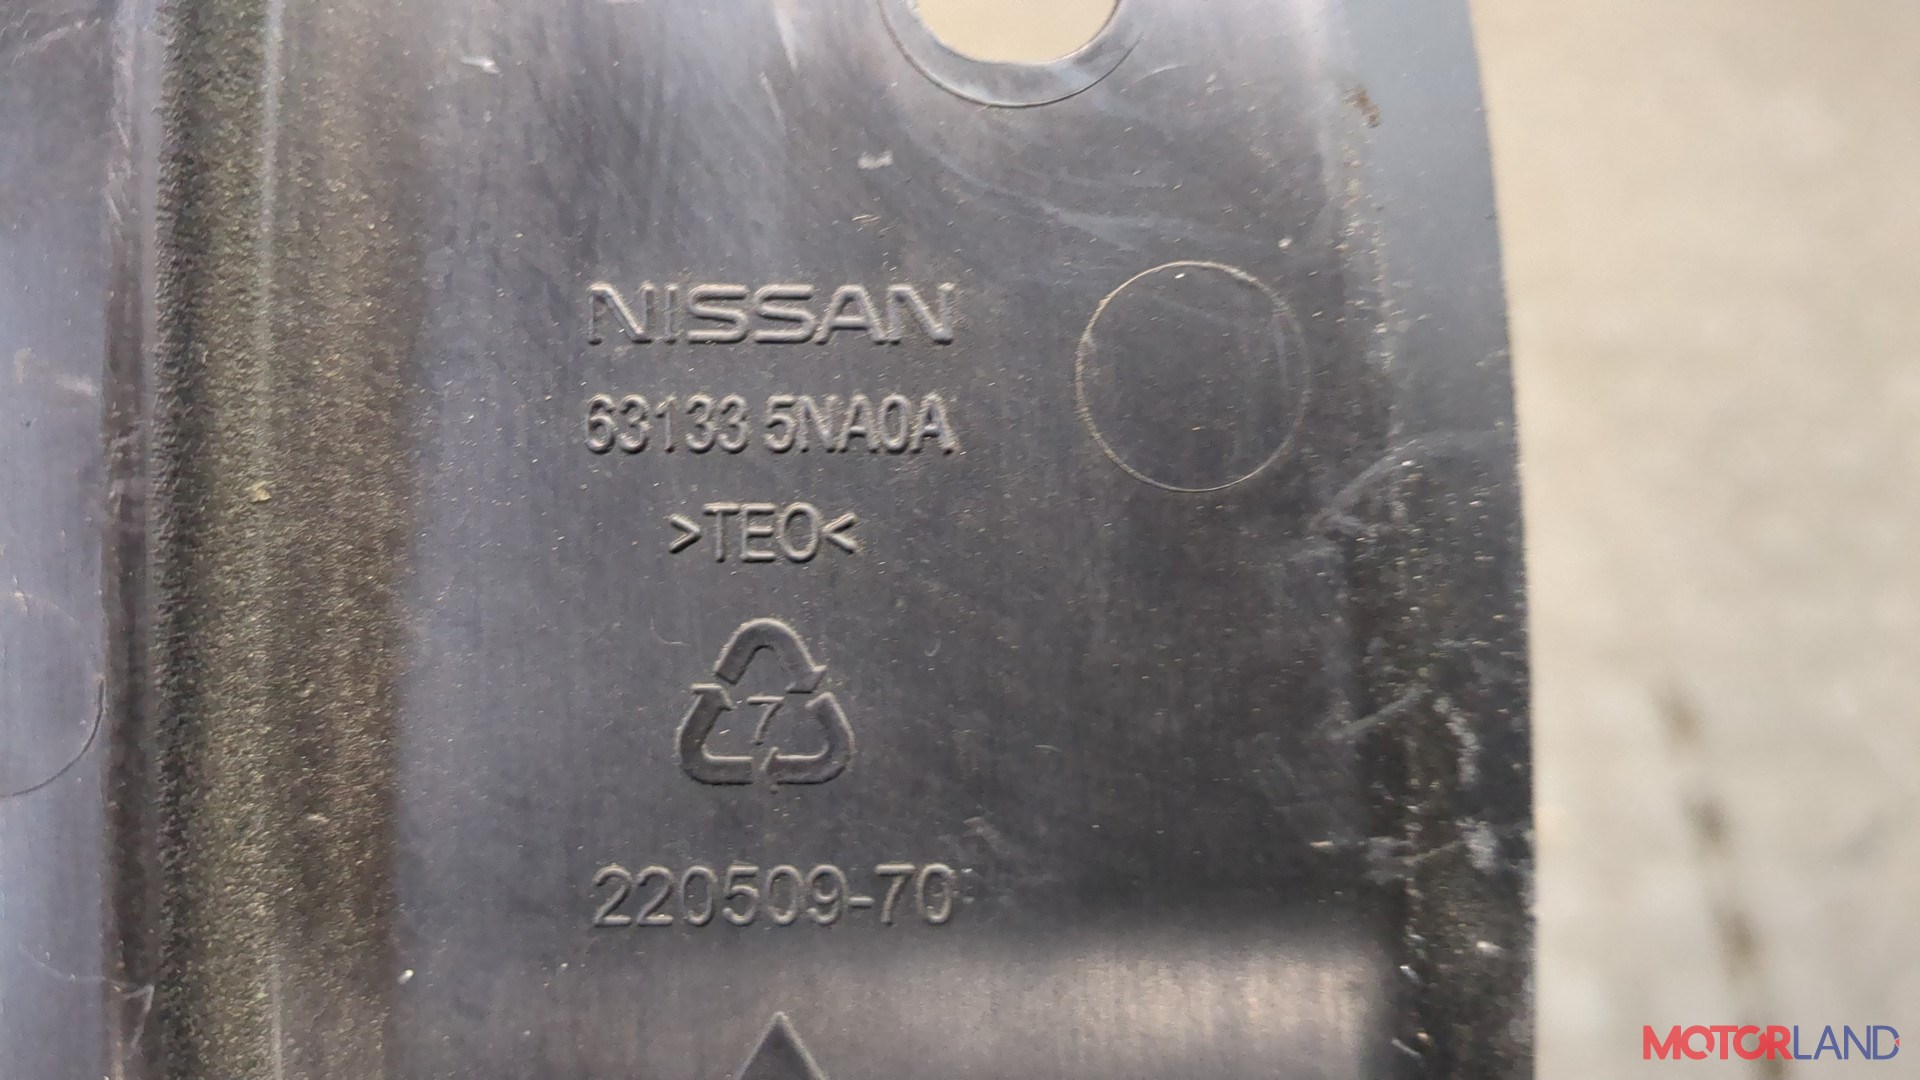 NISSAN
63133 5NA0A
>TEO<
7
220509-70
MOTORLAND